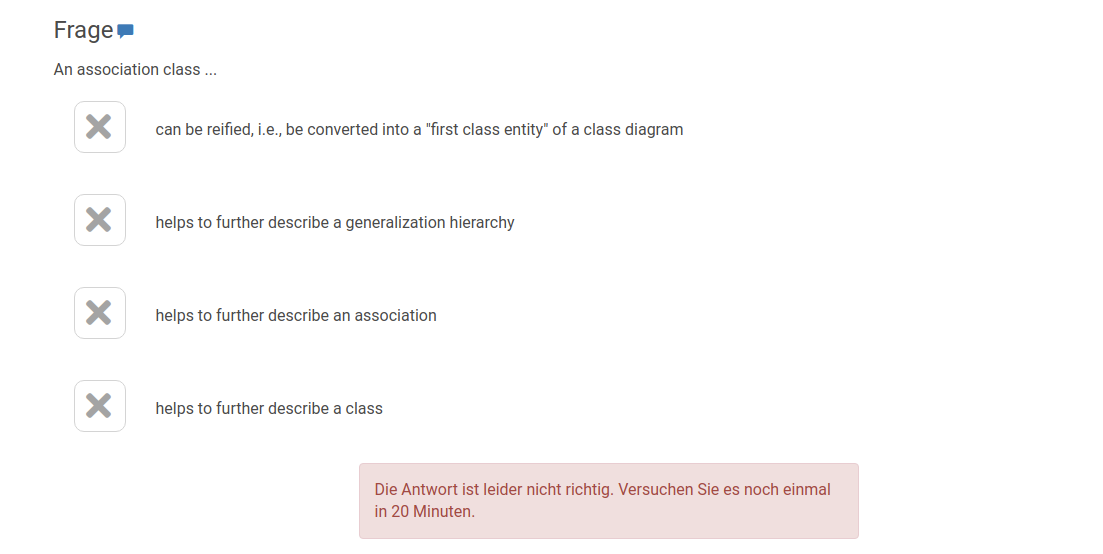 Frage
An association class ...
can be reified, i.e., be converted into a "first class entity" of a class diagram
helps to further describe a generalization hierarchy
helps to further describe an association
helps to further describe a class
Die Antwort ist leider nicht richtig. Versuchen Sie es noch einmal
in 20 Minuten.